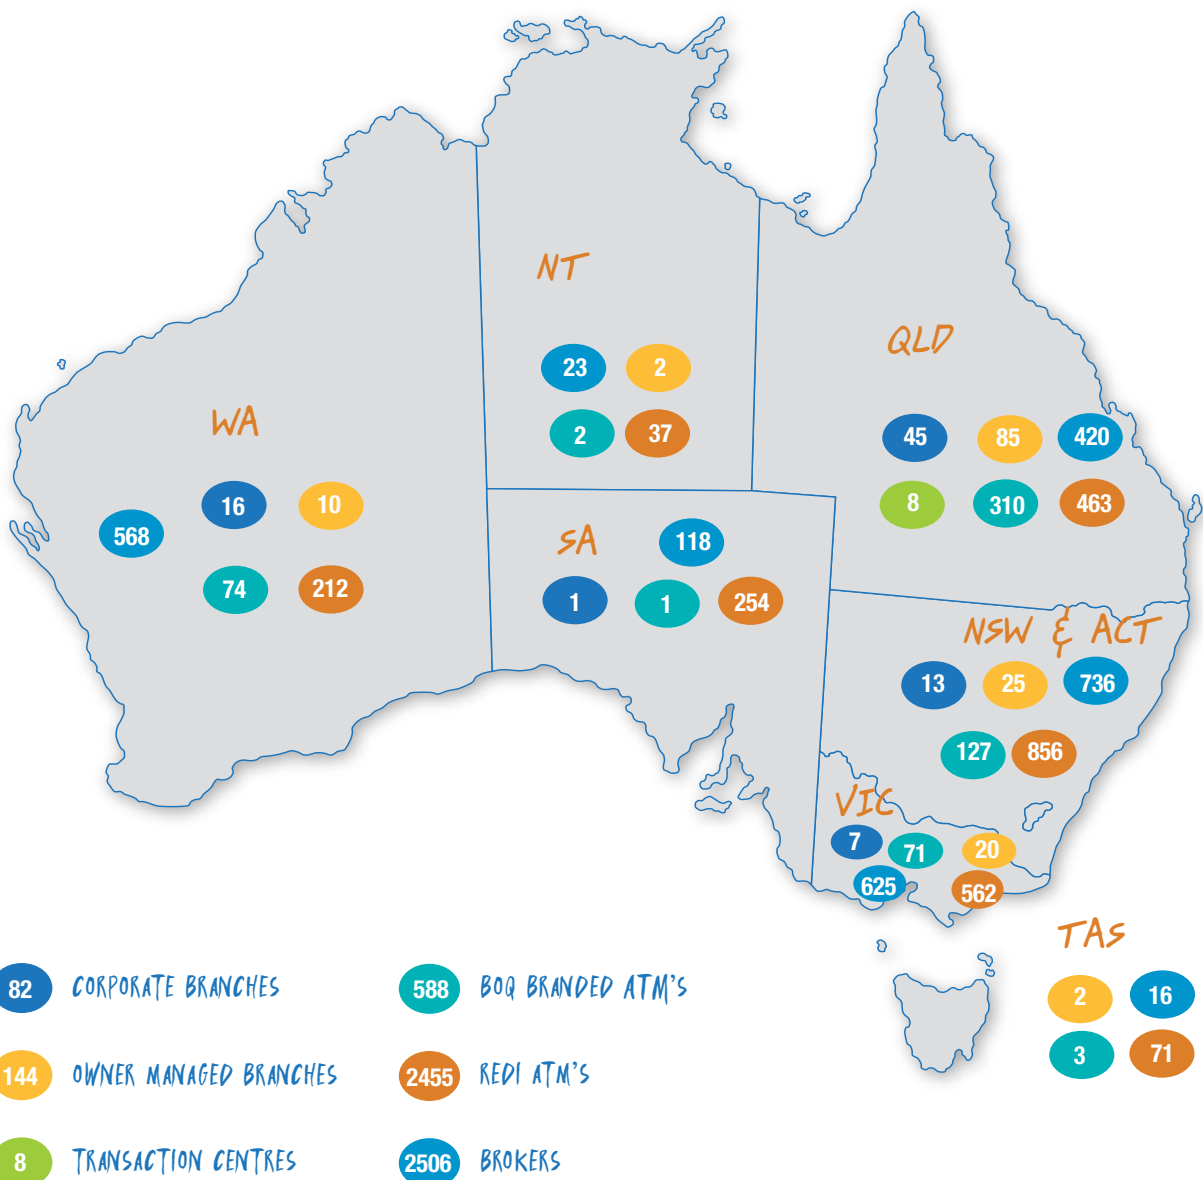 NT
23 2
2 37
QLD
45 85 420
8 310 463
WA
568 16 10
74 212
SA 118
1 1 254
NSW & ACT
13 25 736
127 856
VIC
7 71 20
625 562
TAS
2 16
3 71
82 CORPORATE BRANCHES
588 BOQ BRANDED ATM'S
144 OWNER MANAGED BRANCHES
2455 REDI ATM'S
8 TRANSACTION CENTRES
2506 BROKERS